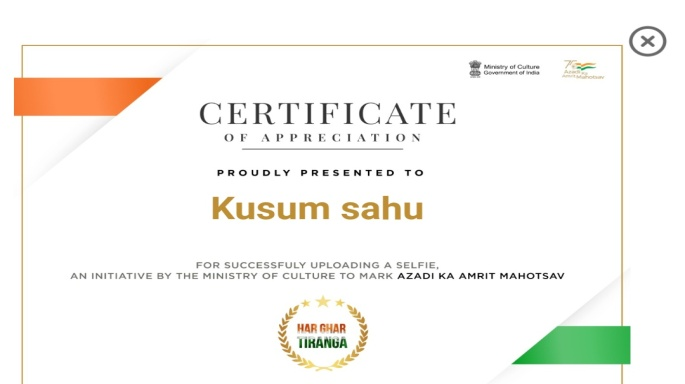 Ministry of Culture
Government of India
Azadi Ka
Amrit Mahotsav
CERTIFICATE
OF APPRECIATION
PROUDLY PRESENTED TO
Kusum sahu
FOR SUCCESSFULY UPLOADING A SELFIE,
AN INITIATIVE BY THE MINISTRY OF CULTURE TO MARK AZADI KA AMRIT MAHOTSAV
HAR GHAR
TIRANGA